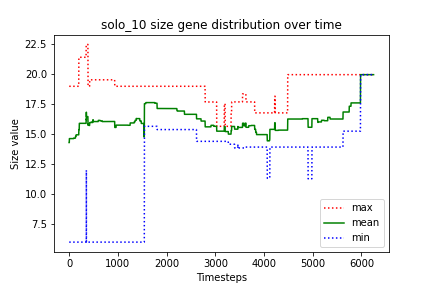 solo_10 size gene distribution over time
22.5
20.0
17.5
15.0
12.5
10.0
7.5
Size value
0
1000
2000
3000
4000
5000
6000
Timesteps
max
mean
min